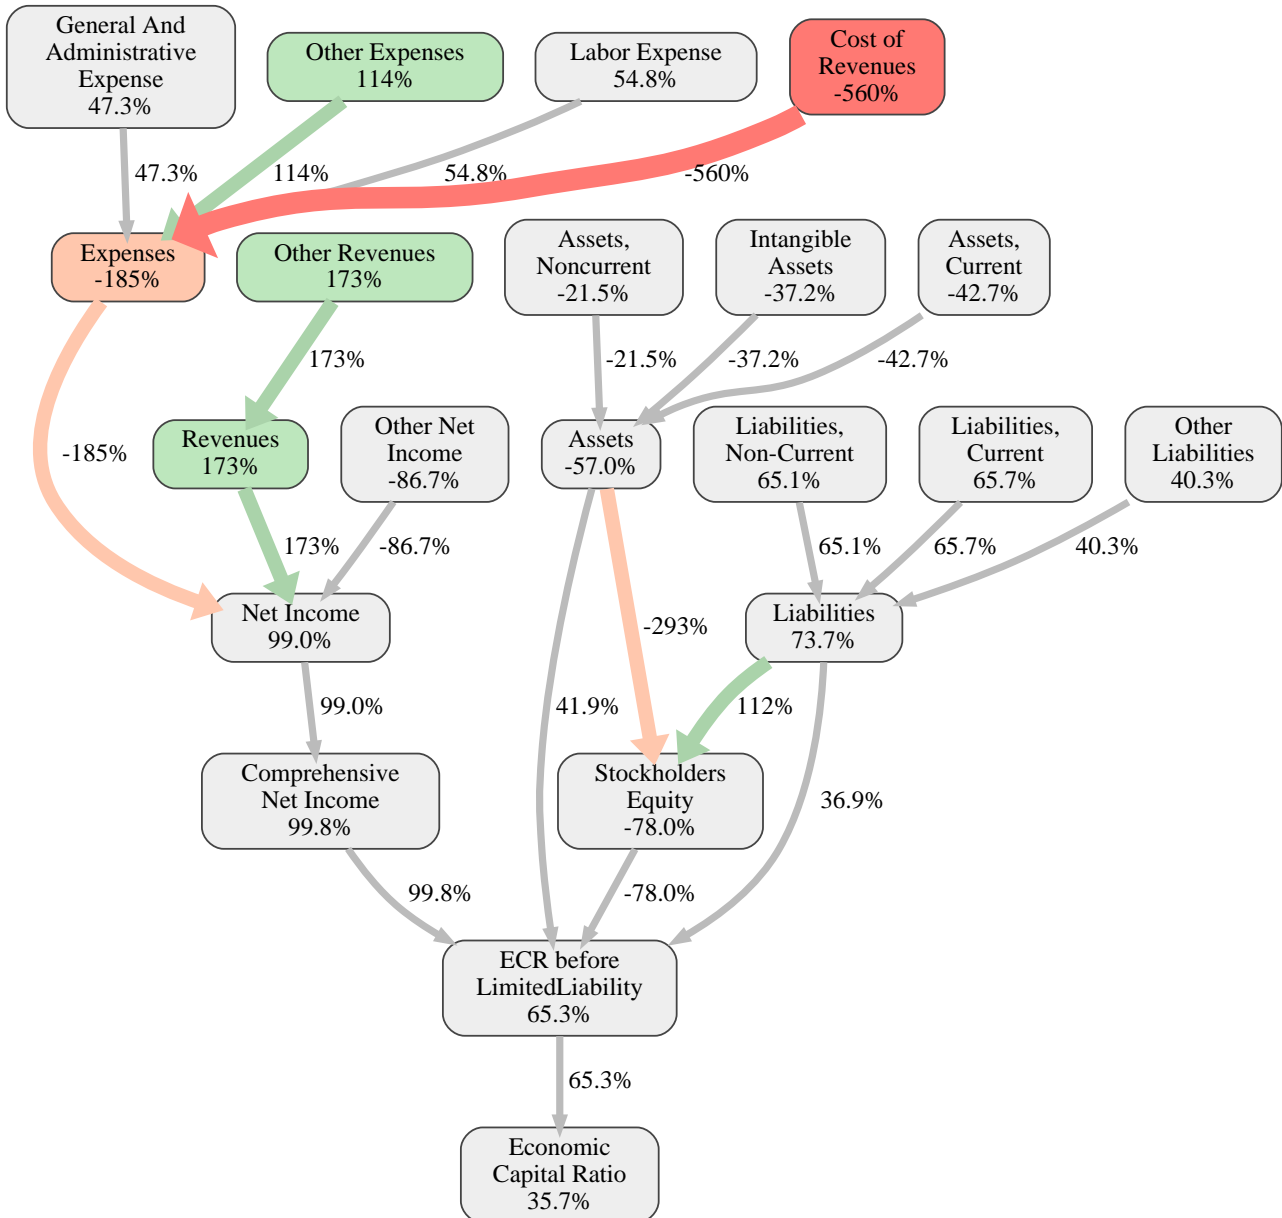 General And
Administrative
Expense
47.3%
Other Expenses
114%
Labor Expense
54.8%
Cost of
Revenues
-560%
47.3%
114%
54.8%
-560%
Expenses
-185%
Other Revenues
173%
Assets,
Noncurrent
-21.5%
Intangible
Assets
-37.2%
Assets,
Current
-42.7%
173%
-21.5%
-37.2%
-42.7%
-185%
Revenues
173%
Other Net
Income
-86.7%
Assets
-57.0%
Liabilities,
Non-Current
65.1%
Liabilities,
Current
65.7%
Other
Liabilities
40.3%
173%
-86.7%
65.1%
65.7%
40.3%
Net Income
99.0%
-293%
Liabilities
73.7%
99.0%
41.9%
112%
Comprehensive
Net Income
99.8%
Stockholders
Equity
-78.0%
36.9%
99.8%
-78.0%
ECR before
LimitedLiability
65.3%
65.3%
Economic
Capital Ratio
35.7%